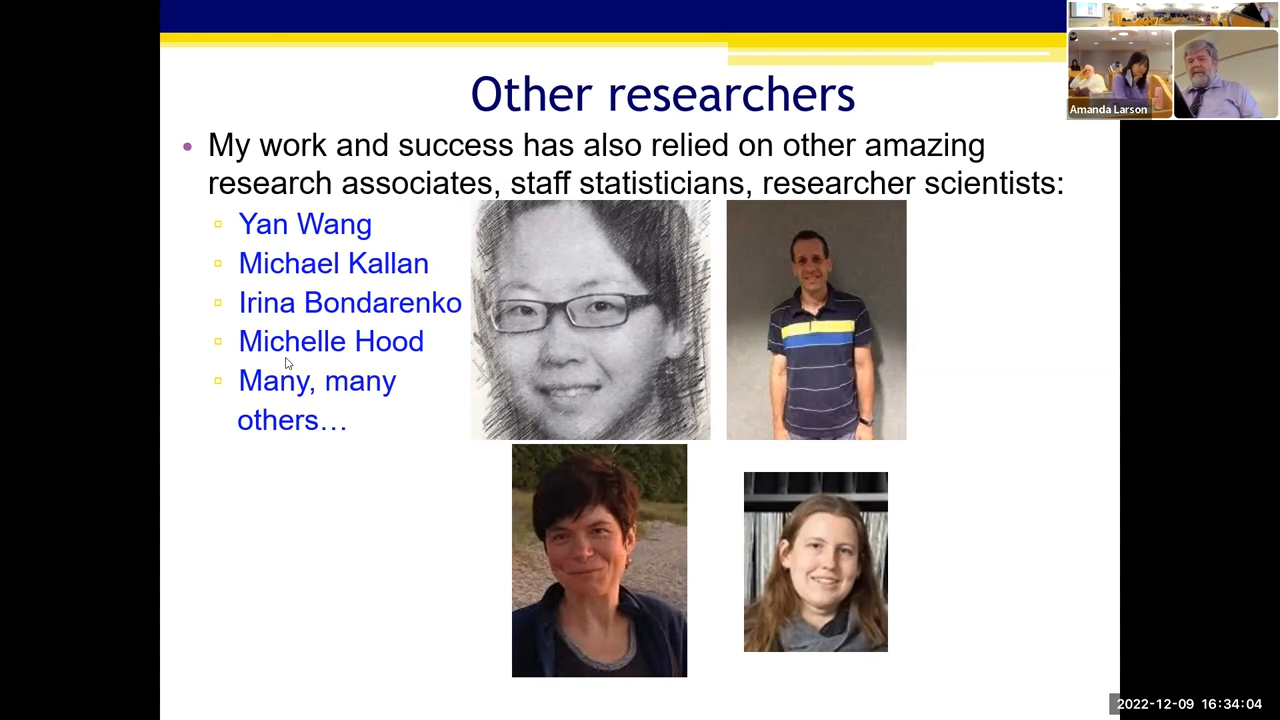 Other researchers
• My work and success has also relied on other amazing
research associates, staff statisticians, researcher scientists:
▫ Yan Wang
▫ Michael Kallan
▫ Irina Bondarenko
▫ Michelle Hood
▫ Many, many
others…
Amanda Larson
2022-12-09 16:34:04